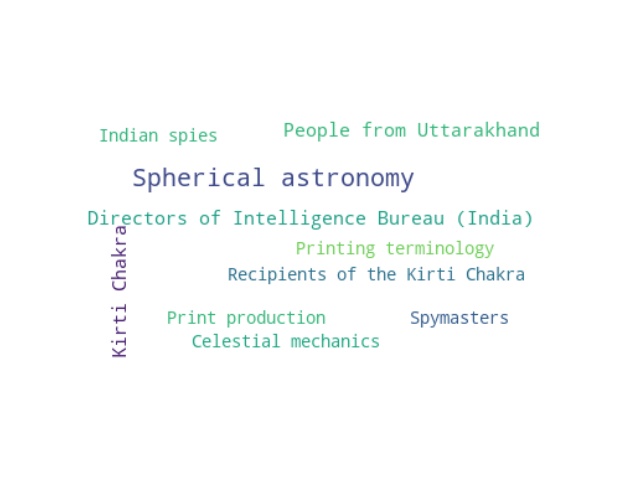 People from Uttarakhand
Indian spies
Spherical astronomy
Directors of Intelligence Bureau (India)
Printing terminology
Recipients of the Kirti Chakra
Kirti Chakra
Print production
Spymasters
Celestial mechanics